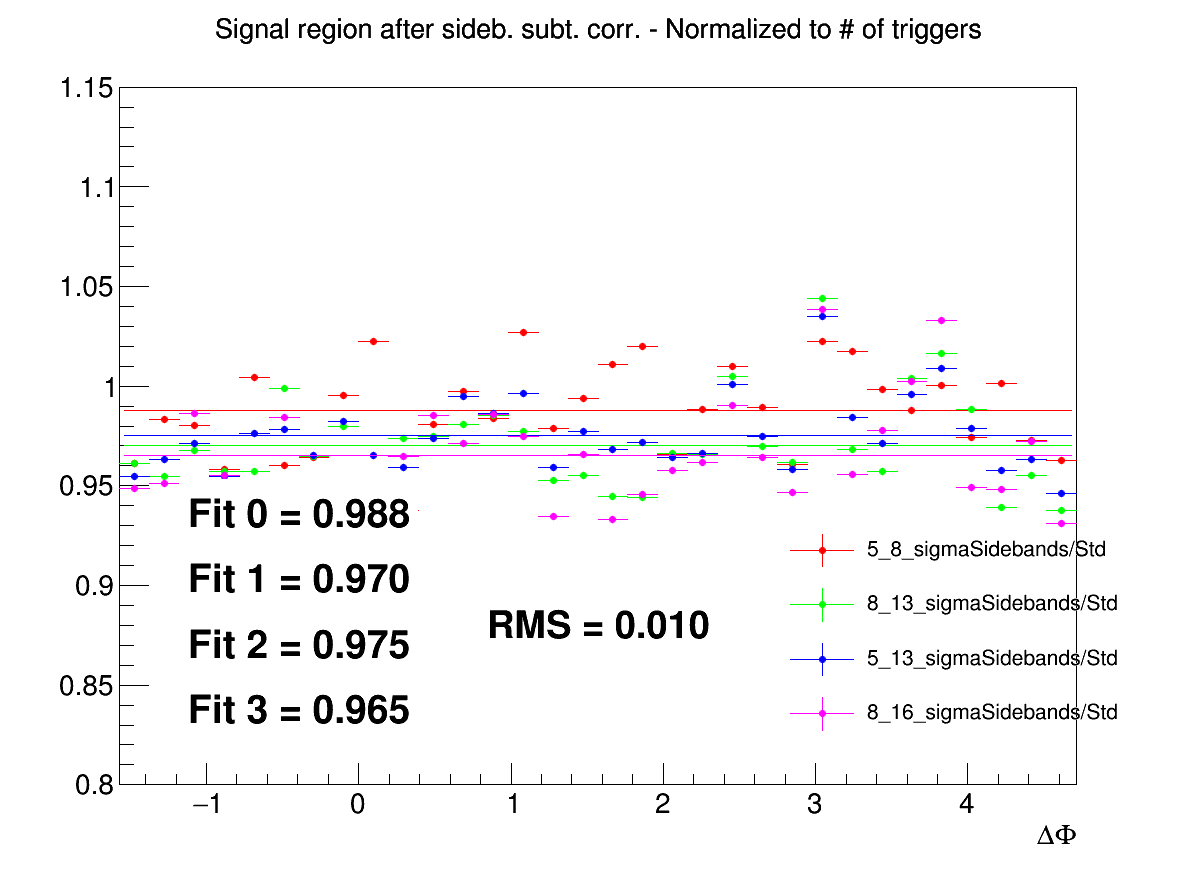 Signal region after sideb. subt. corr. - Normalized to # of triggers
1.15
1.1
1.05
1
0.95
0.9
0.85
0.8
Fit 0 = 0.988
Fit 1 = 0.970
Fit 2 = 0.975
Fit 3 = 0.965
RMS = 0.010
5_8_sigmaSidebands/Std
8_13_sigmaSidebands/Std
5_13_sigmaSidebands/Std
8_16_sigmaSidebands/Std
−1 0 1 2 3 4
ΔΦ